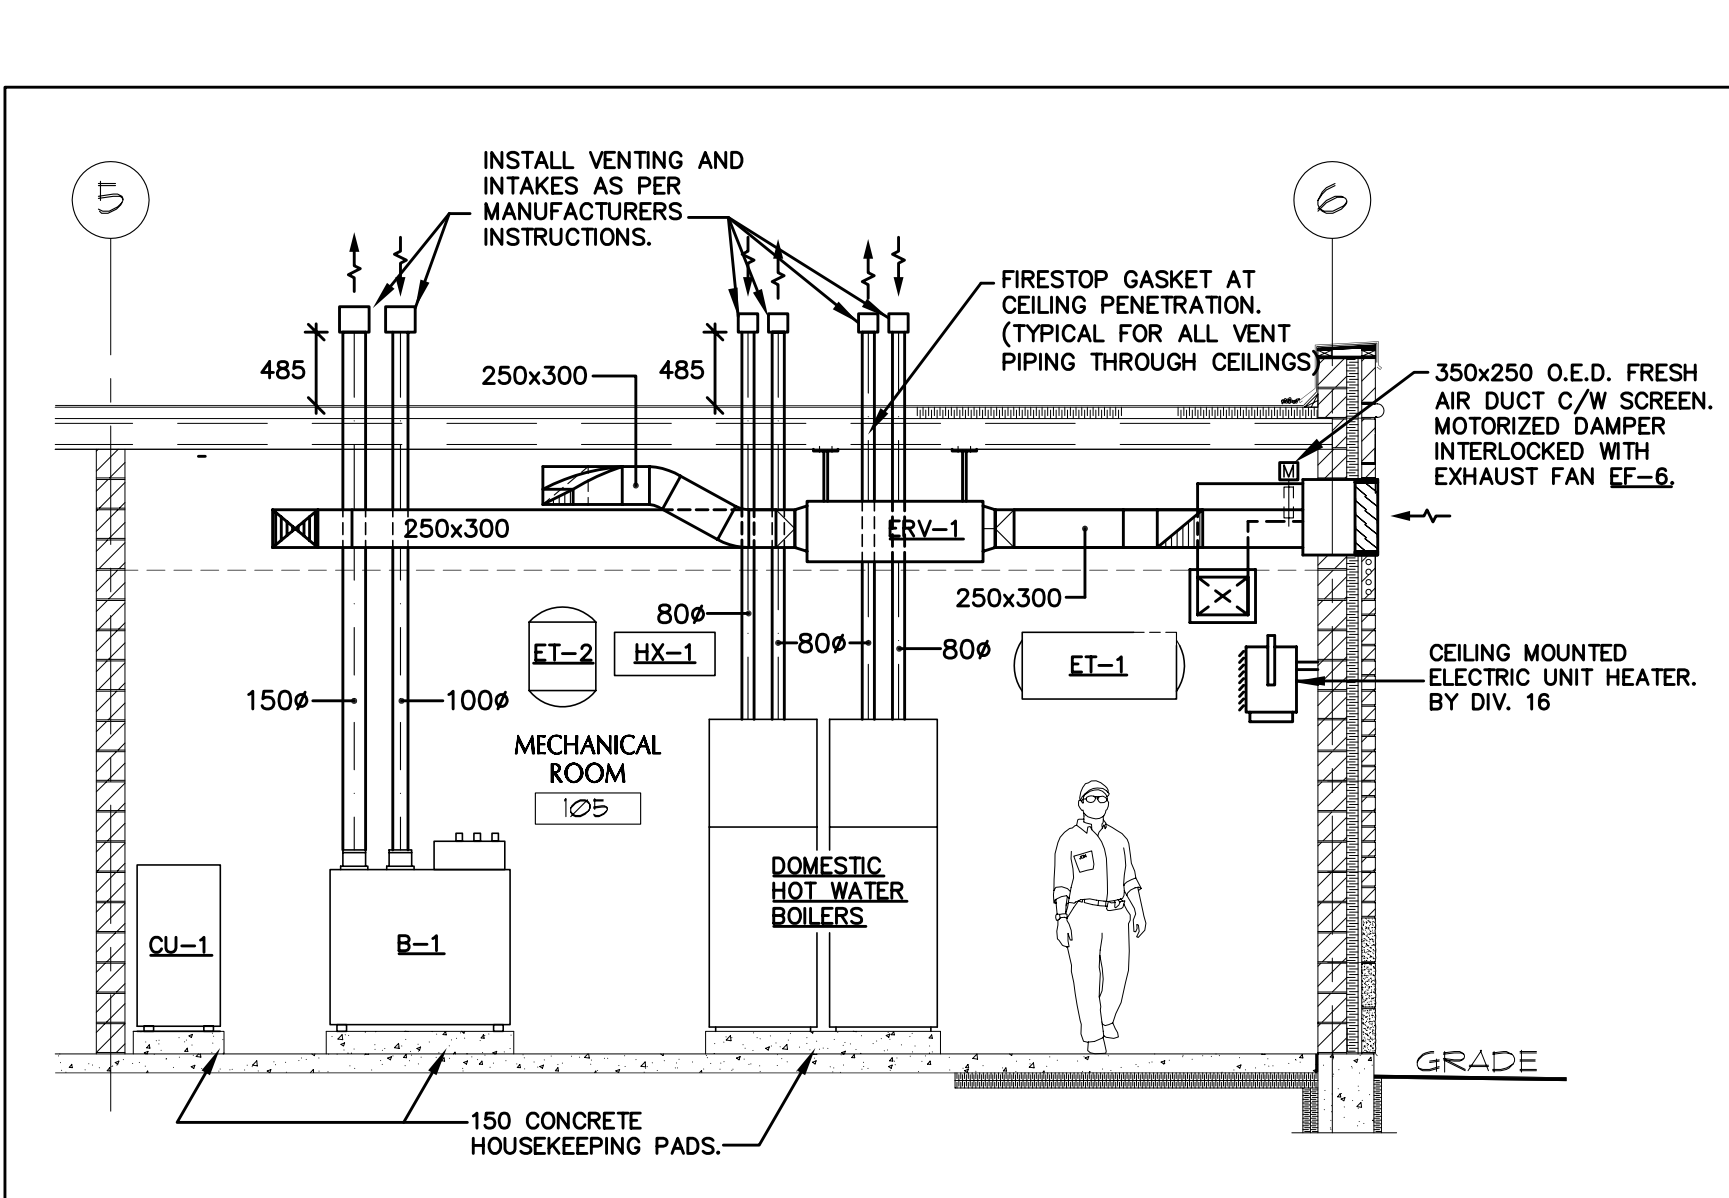 5
6
INSTALL VENTING AND
INTAKES AS PER
MANUFACTURERS
INSTRUCTIONS.
FIRESTOP GASKET AT
CEILING PENETRATION.
(TYPICAL FOR ALL VENT
PIPING THROUGH CEILINGS)
485
250x300
485
350x250 O.E.D. FRESH
AIR DUCT C/W SCREEN.
MOTORIZED DAMPER
INTERLOCKED WITH
EXHAUST FAN EF-6.
M
250x300
ERV-1
250x300
80ø
80ø
80ø
ET-2
HX-1
ET-1
CEILING MOUNTED
ELECTRIC UNIT HEATER.
BY DIV. 16
150ø
100ø
MECHANICAL
ROOM
105
DOMESTIC
HOT WATER
BOILERS
CU-1
B-1
GRADE
150 CONCRETE
HOUSEKEEPING PADS.